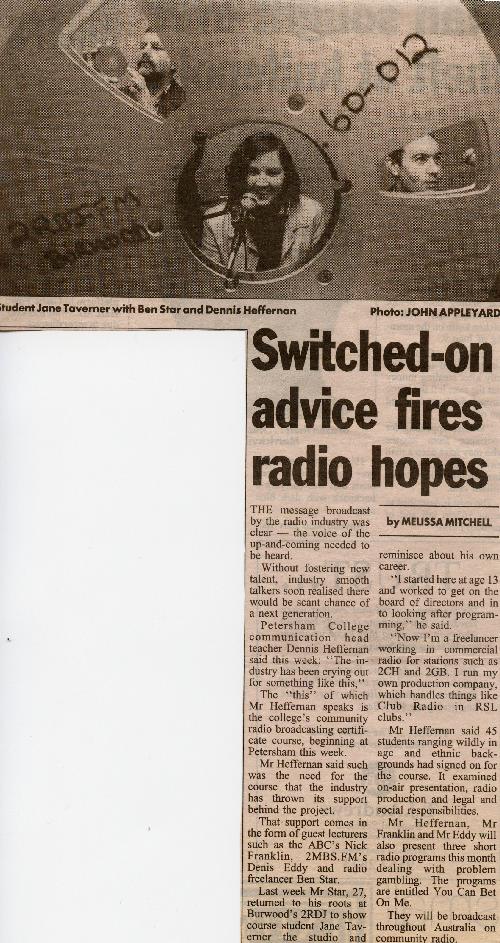 60-012
2RDJ FM
BURWOOD
Student Jane Taverner with Ben Star and Dennis Heffernan
Photo: JOHN APPLEYARD
Switched-on
advice fires
radio hopes
THE message broadcast
by the radio industry was
clear — the voice of the
up-and-coming needed to
be heard.
Without fostering new
talent, industry smooth
talkers soon realised there
would be scant chance of
a next generation.
Petersham College
communication head
teacher Dennis Heffernan
said this week: "The in-
dustry has been crying out
for something like this."
The "this" of which
Mr Heffernan speaks is
the college's community
radio broadcasting certifi-
cate course, beginning at
Petersham this week.
Mr Heffernan said such
was the need for the
course that the industry
has thrown its support
behind the project.
That support comes in
the form of guest lecturers
such as the ABC's Nick
Franklin, 2MBS.FM's
Denis Eddy and radio
freelancer Ben Star.
Last week Mr Star, 27,
returned to his roots at
Burwood's 2RDJ to show
course student Jane Tav-
erner the studio and
by MELISSA MITCHELL
reminisce about his own
career.
"I started here at age 13
and worked to get on the
board of directors and in
to looking after program-
ming," he said.
"Now I'm a freelancer
working in commercial
radio for stations such as
2CH and 2GB. I run my
own production company,
which handles things like
Club Radio in RSL
clubs."
Mr Heffernan said 45
students ranging wildly in
age and ethnic back-
grounds had signed on for
the course. It examined
on-air presentation, radio
production and legal and
social responsibilities.
Mr Heffernan, Mr
Franklin and Mr Eddy will
also present three short
radio programs this month
dealing with problem
gambling. The progams
are entitled You Can Bet
On Me.
They will be broadcast
throughout Australia on
community radio.